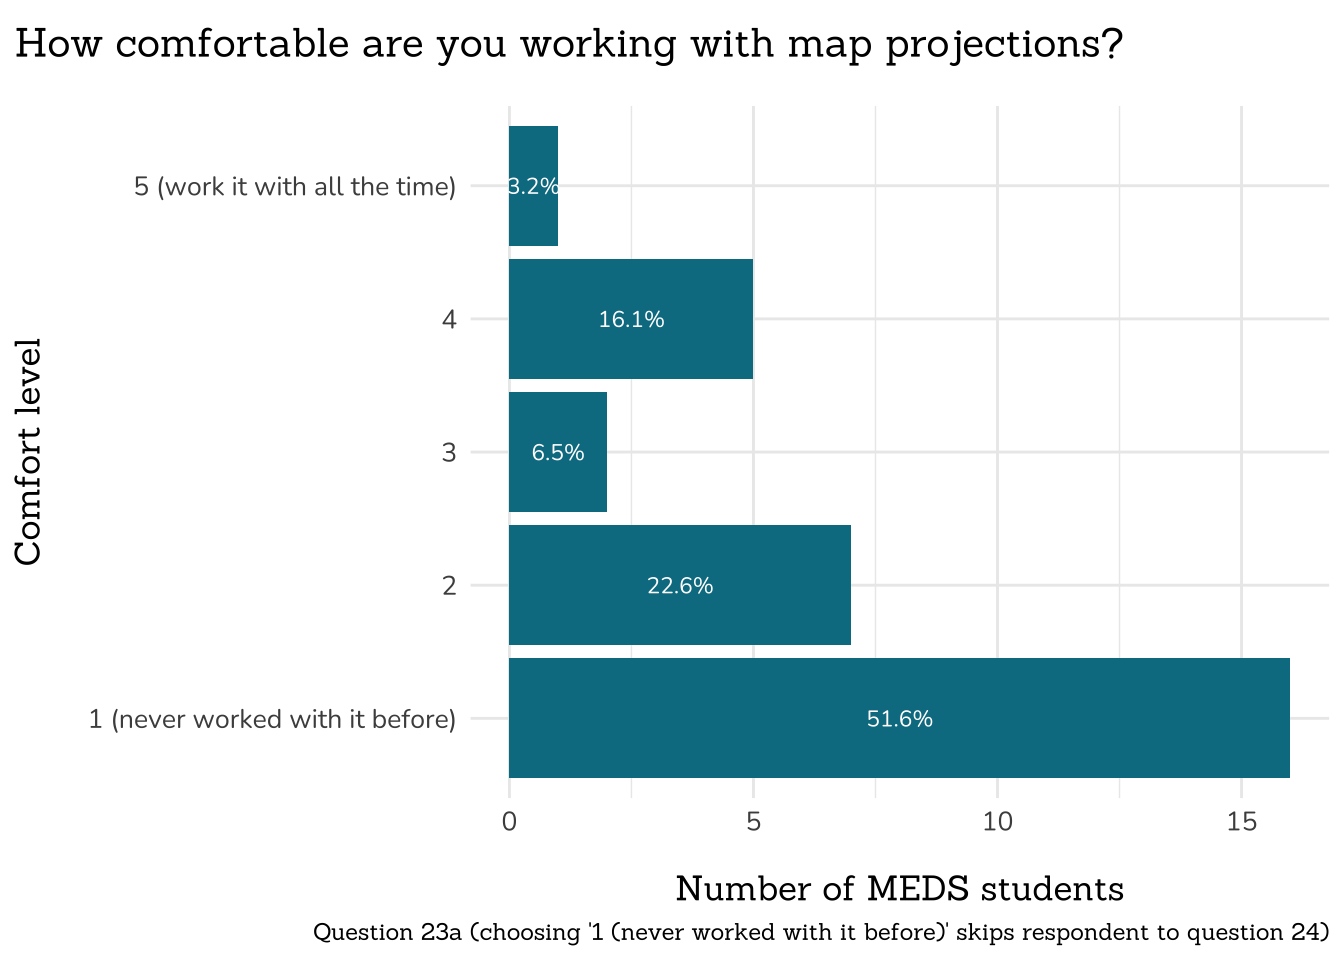 How comfortable are you working with map projections?
5 (work it with all the time)
3.2%
4
16.1%
3
6.5%
2
22.6%
1 (never worked with it before)
51.6%
Comfort level
0 5 10 15
Number of MEDS students
Question 23a (choosing '1 (never worked with it before)' skips respondent to question 24)